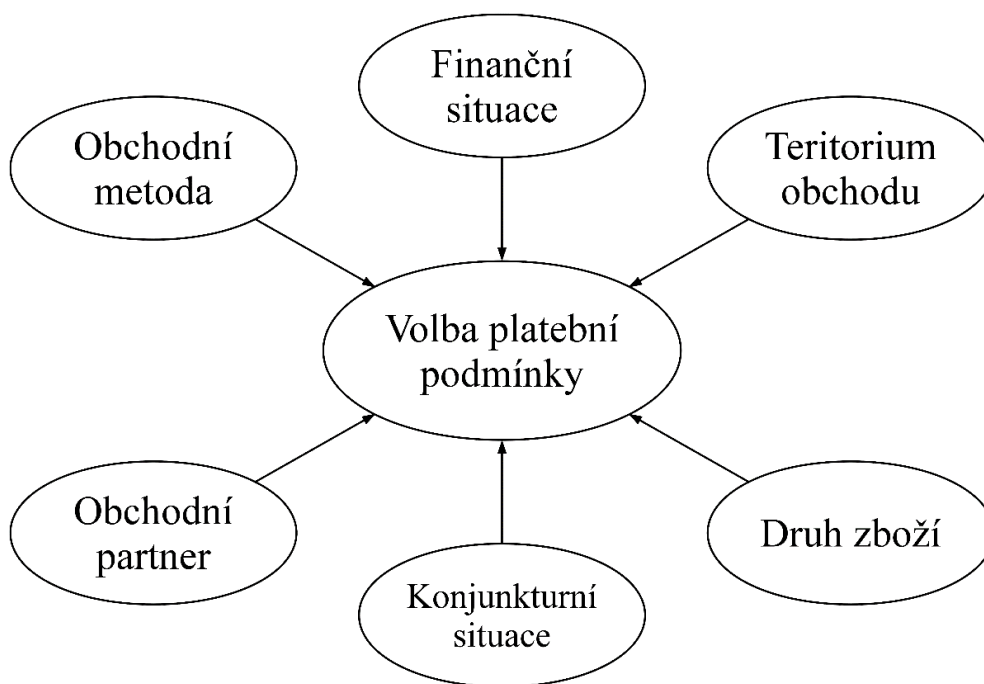 Finanční
situace
Obchodní
metoda
Teritorium
obchodu
Volba platební
podmínky
Obchodní
partner
Druh zboží
Konjunkturní
situace